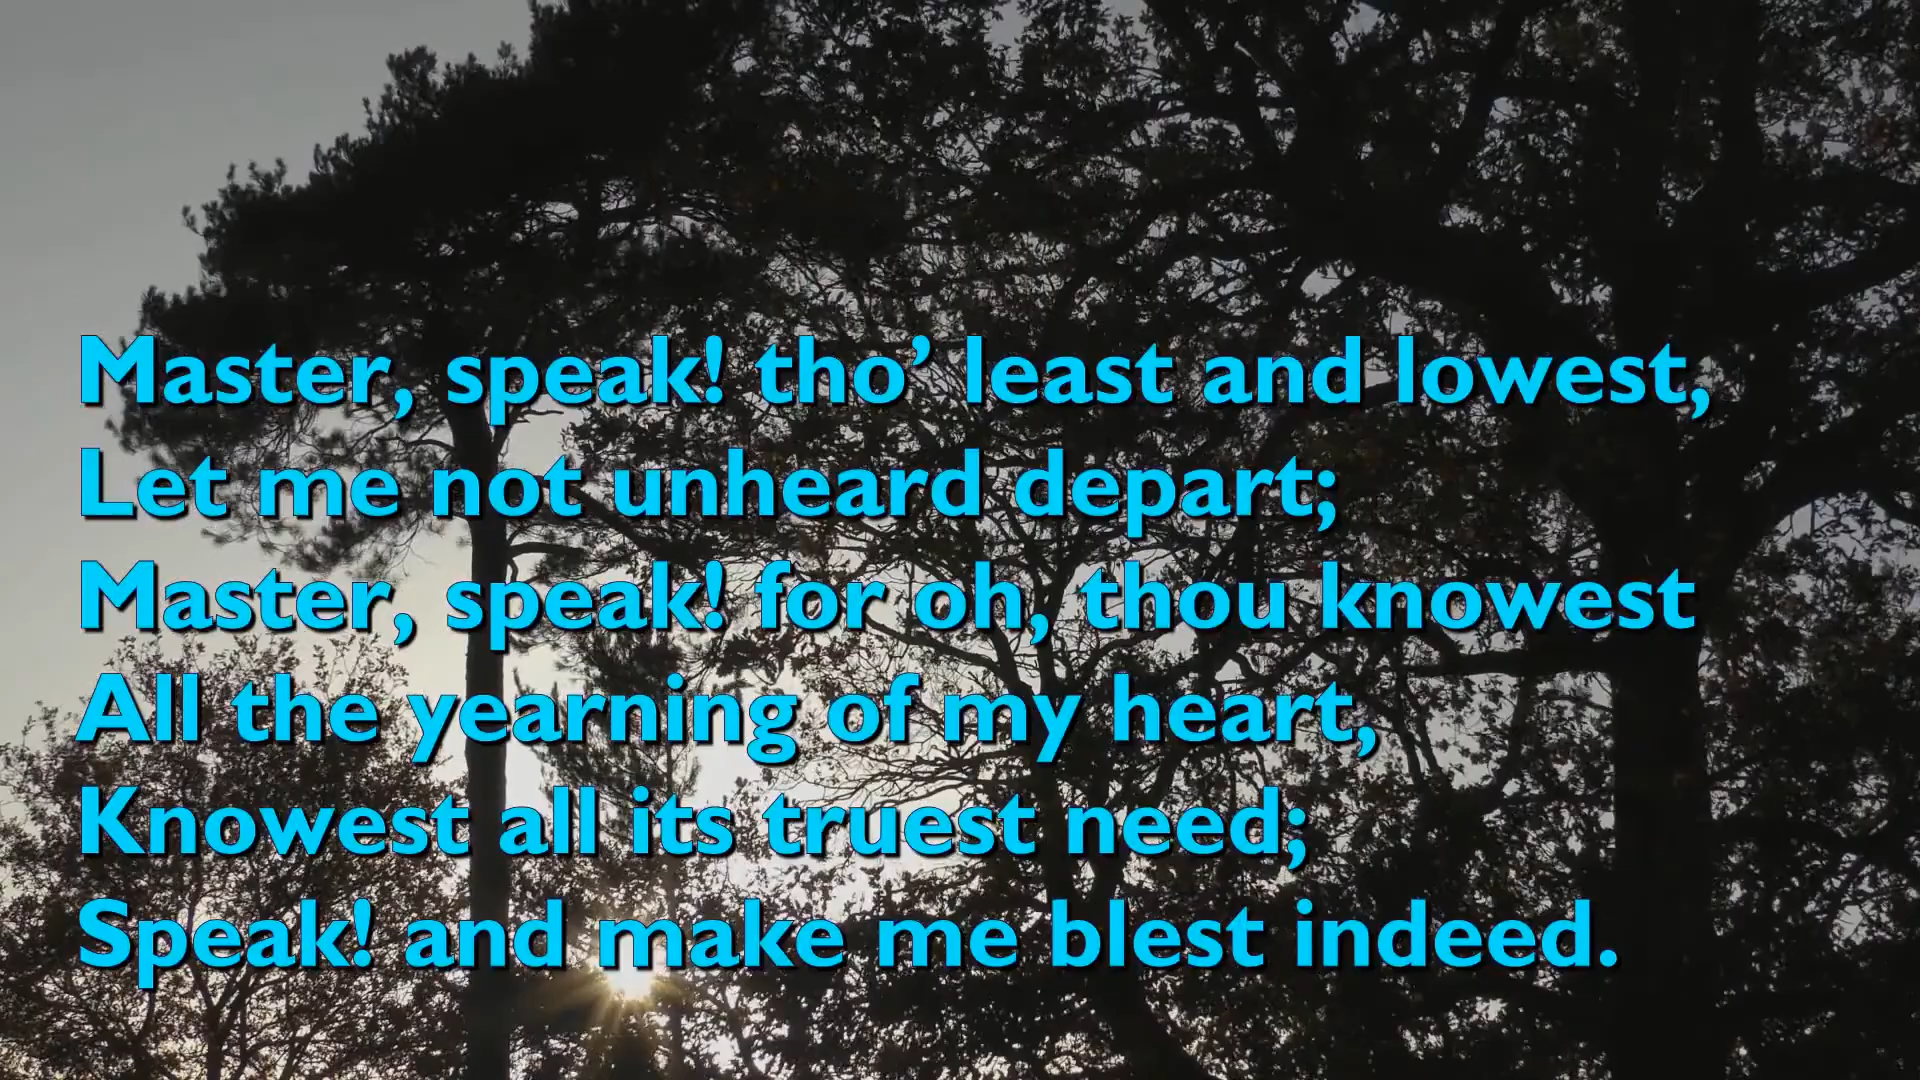 Master, speak! tho’ least and lowest,
Let me not unheard depart;
Master, speak! for oh, thou knowest
All the yearning of my heart,
Knowest all its truest need;
Speak! and make me blest indeed.